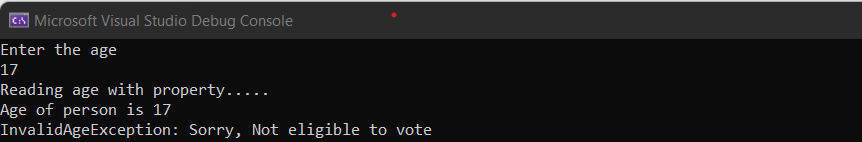 Microsoft Visual Studio Debug Console
Enter the age
17
Reading age with property.....
Age of person is 17
InvalidAgeException: Sorry, Not eligible to vote